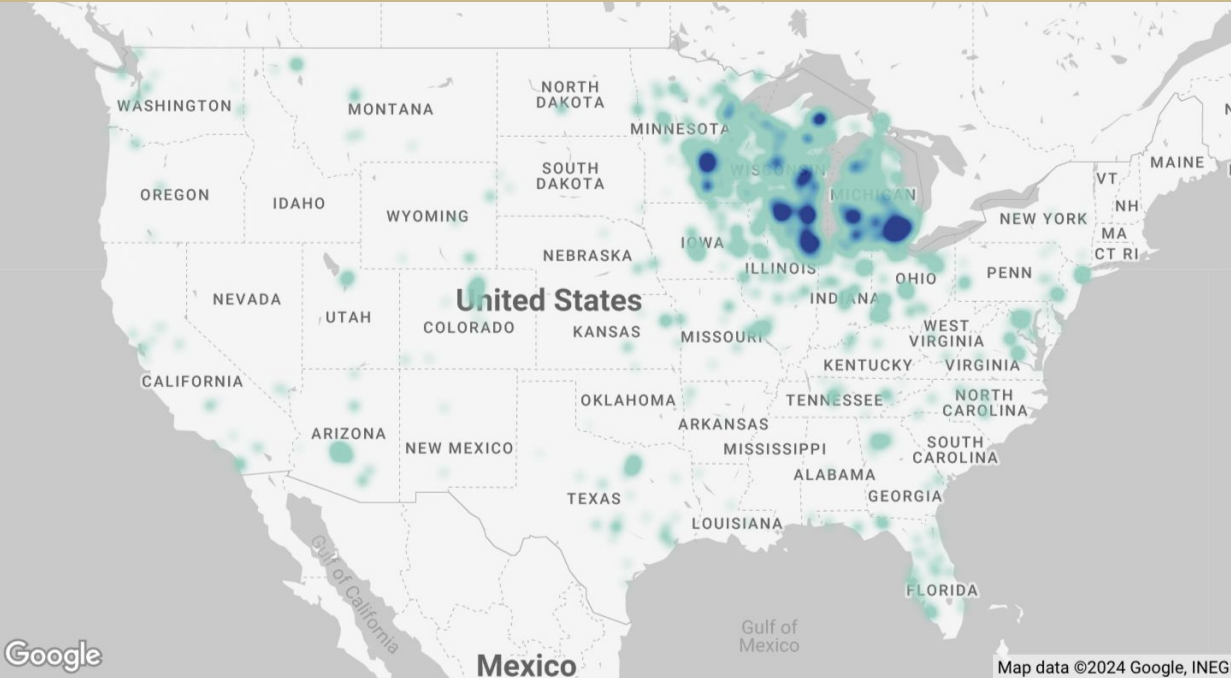 NORTH
DAKOTA
WASHINGTON
MONTANA
MINNESOTA
MAINE
SOUTH
DAKOTA
WISCONSIN
VT
OREGON
IDAHO
WYOMING
MICHIGAN
NH
NEW YORK
MA
CT RI
IOWA
NEBRASKA
ILLINOIS
OHIO
PENN
NEVADA
United States
INDIANA
UTAH
COLORADO
KANSAS
MISSOURI
WEST
VIRGINIA
KENTUCKY
VIRGINIA
CALIFORNIA
OKLAHOMA
TENNESSEE
NORTH
CAROLINA
ARKANSAS
ARIZONA
NEW MEXICO
MISSISSIPPI
SOUTH
CAROLINA
ALABAMA
TEXAS
GEORGIA
LOUISIANA
Gulf of California
FLORIDA
Gulf of
Mexico
Google
Mexico
Map data ©2024 Google, INEG